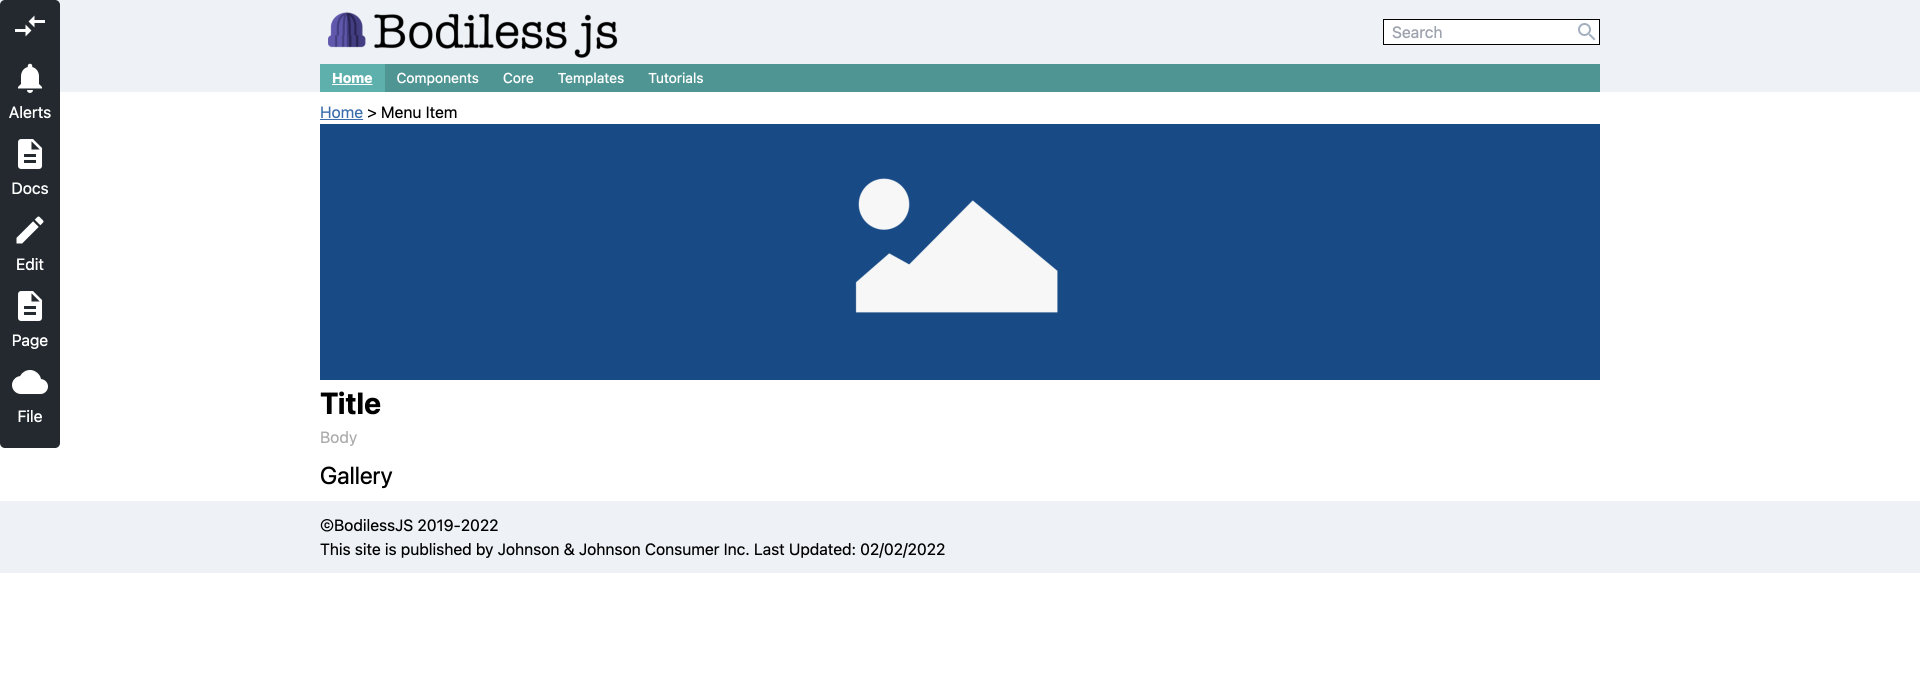 Bodiless js
Search
Home Components Core Templates Tutorials
Alerts
Docs
Edit
Page
File
Home > Menu Item
Title
Body
Gallery
©BodilessJS 2019-2022
This site is published by Johnson & Johnson Consumer Inc. Last Updated: 02/02/2022